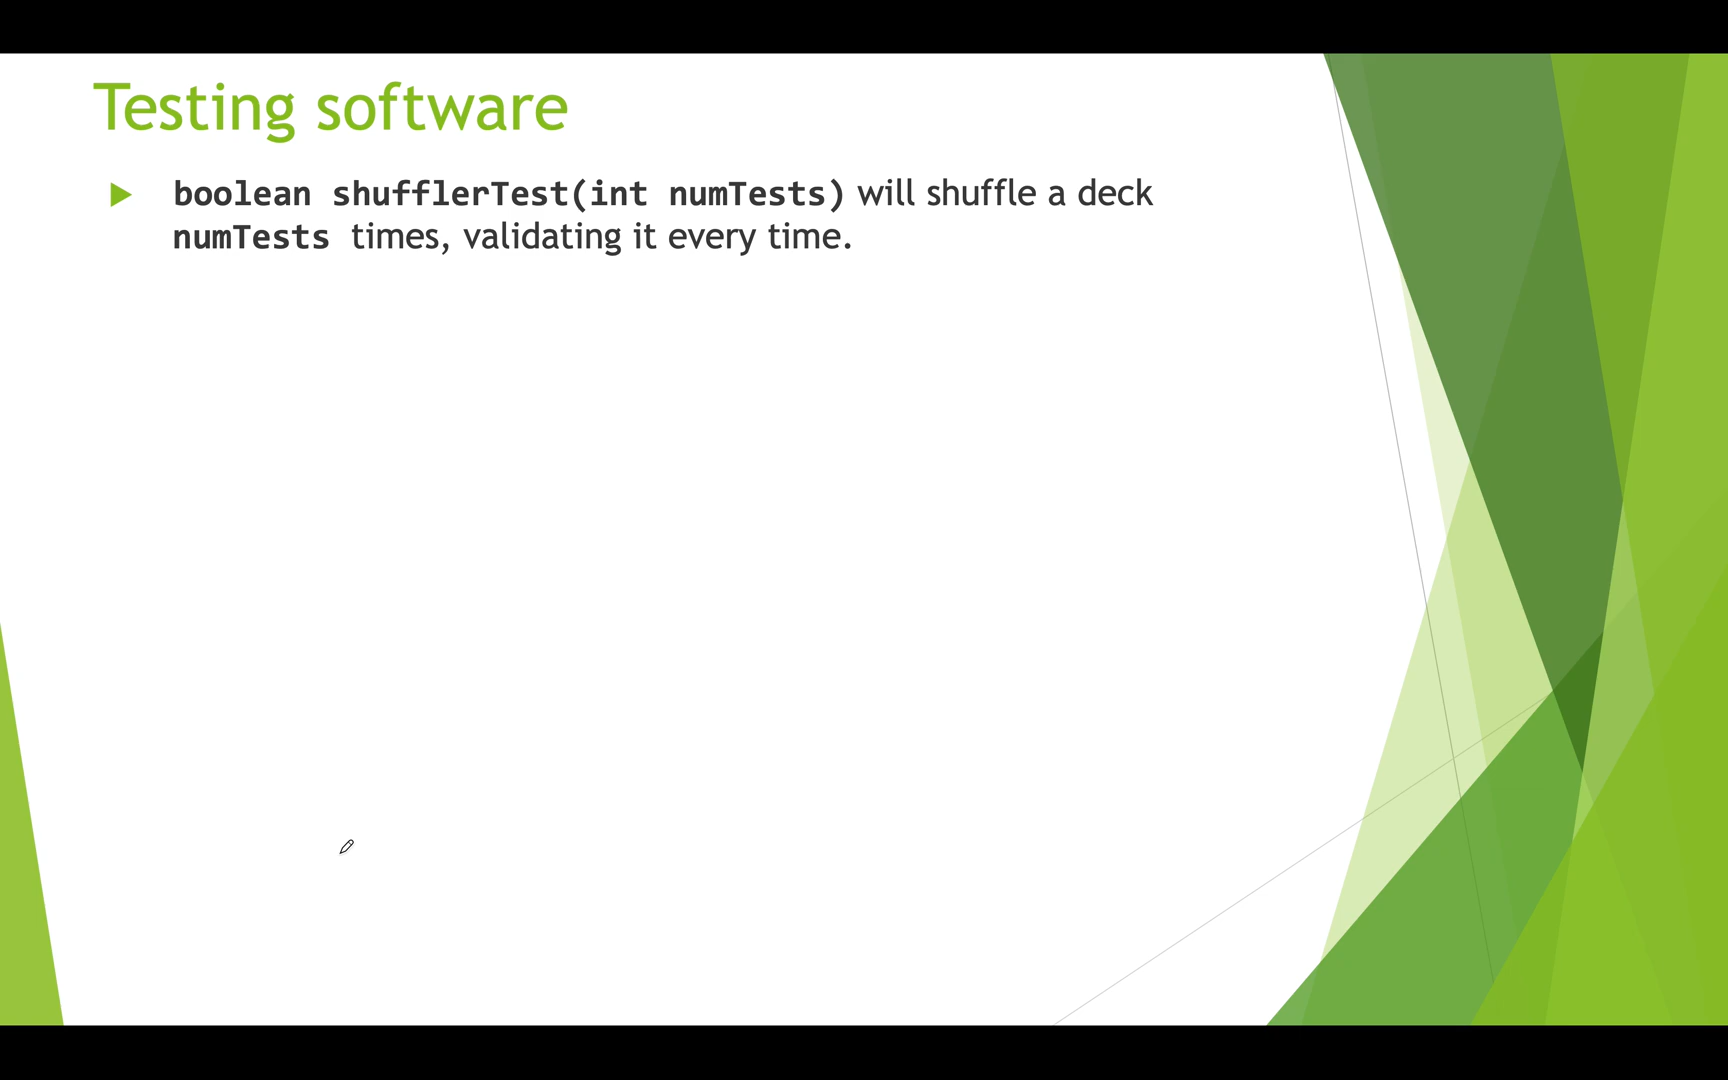 Testing software
boolean shufflerTest(int numTests) will shuffle a deck
numTests times, validating it every time.